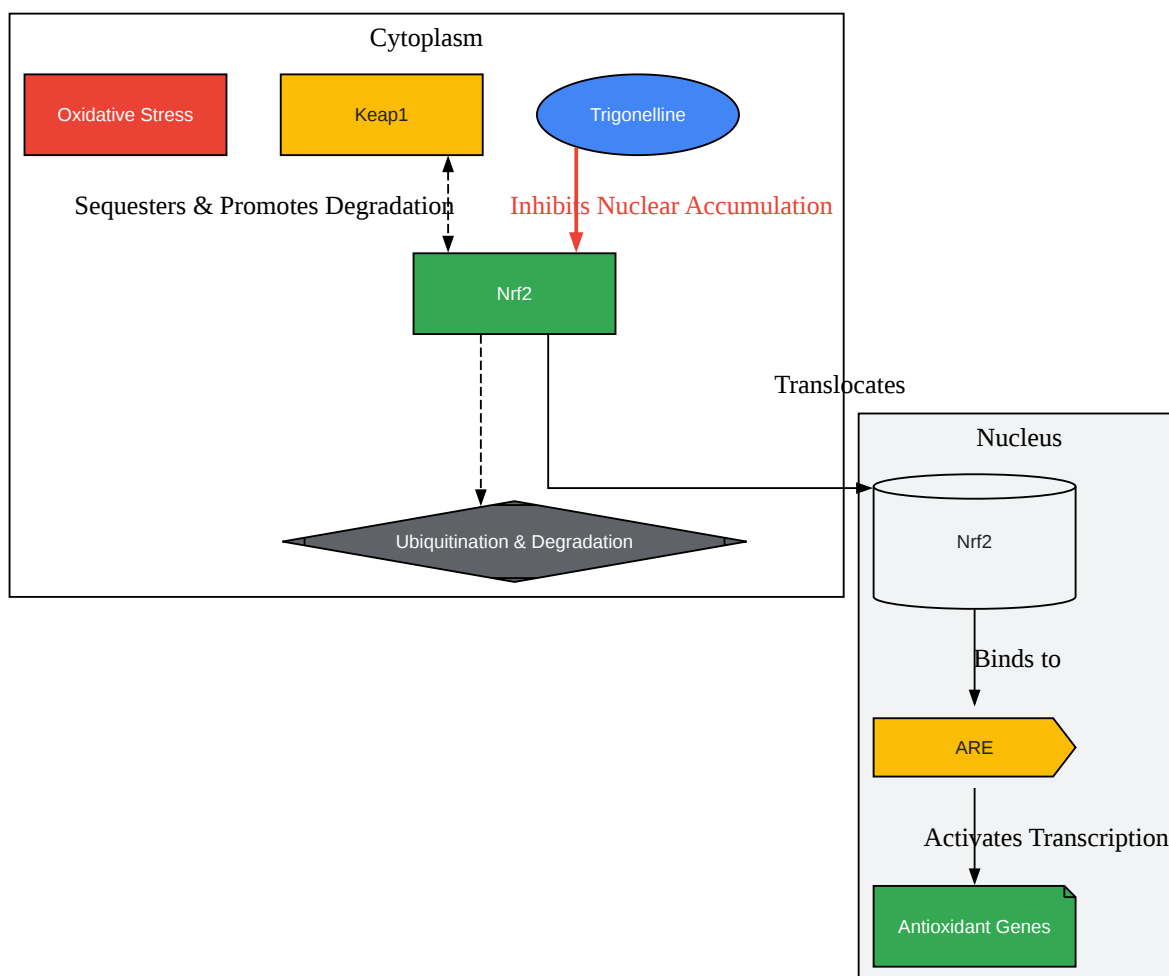 Cytoplasm
Oxidative Stress
Keap1
Trigonelline
Sequesters & Promotes Degradation
Inhibits Nuclear Accumulation
Nrf2
Translocates
Nucleus
Ubiquitination & Degradation
Nrf2
Binds to
ARE
Activates Transcription
Antioxidant Genes